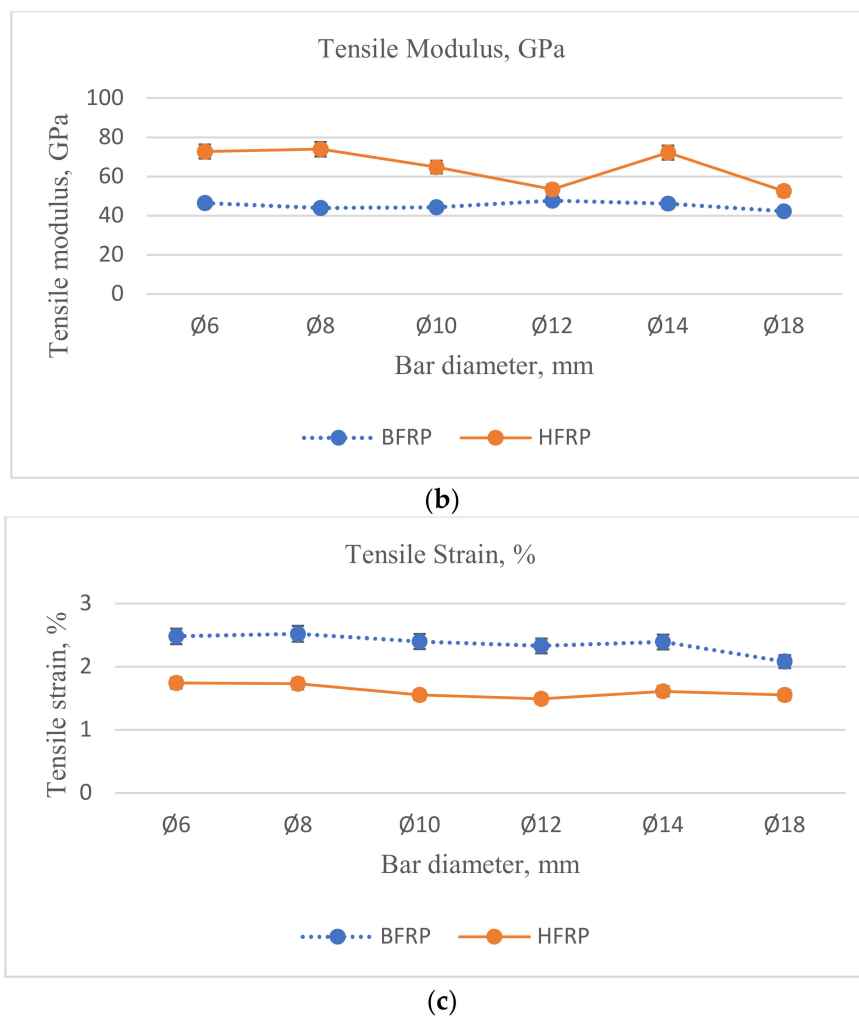 Tensile Modulus, GPa
Tensile modulus, GPa
100
80
60
40
20
0
Ø6 Ø8 Ø10 Ø12 Ø14 Ø18
Bar diameter, mm
BFRP HFRP
(b)
Tensile Strain, %
Tensile strain, %
3
2
1
0
Ø6 Ø8 Ø10 Ø12 Ø14 Ø18
Bar diameter, mm
BFRP HFRP
(c)